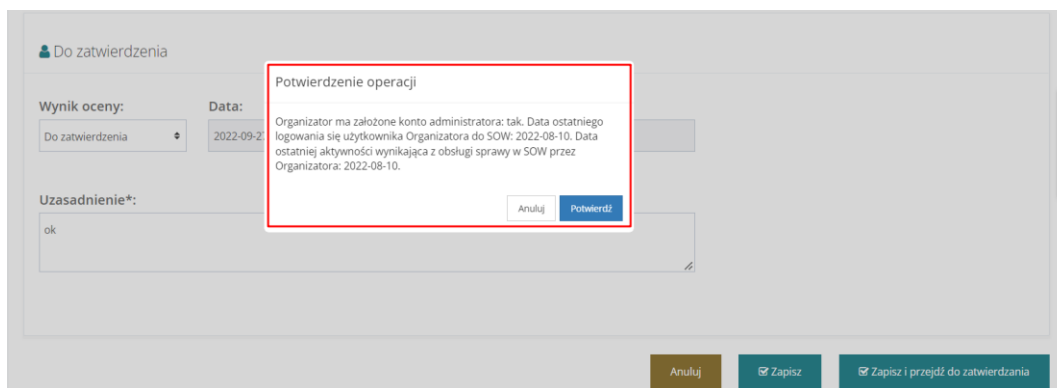 Do zatwierdzenia
Potwierdzenie operacji
Wynik oceny:
Data:
Organizator ma założone konto administratora: tak. Data ostatniego
logowania się użytkownika Organizatora do SOW: 2022-08-10. Data
ostatniej aktywności wynikająca z obsługi sprawy w SOW przez
Organizatora: 2022-08-10.
Do zatwierdzenia
2022-09-2
Anuluj
Potwierdź
Uzasadnienie*:
ok
Anuluj
Zapisz
Zapisz i przejdź do zatwierdzania